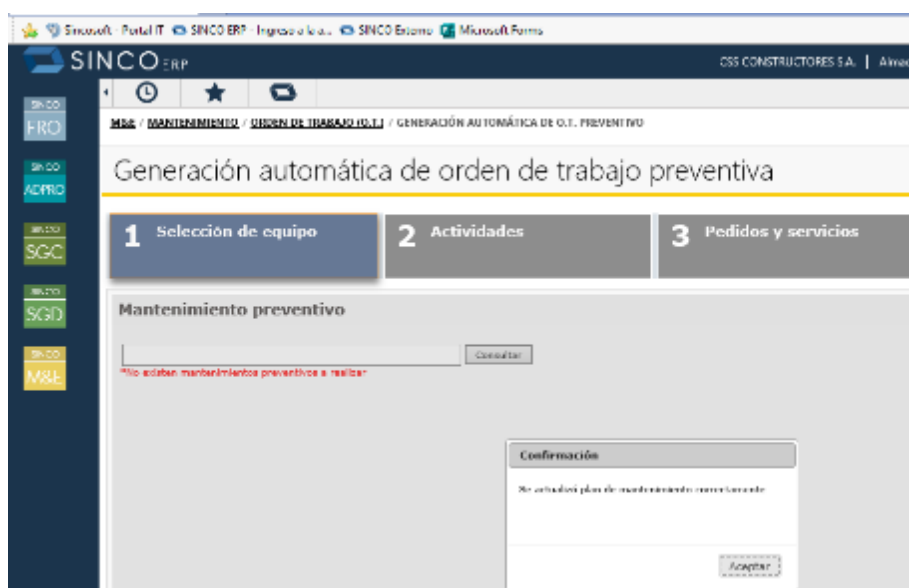 Sincosoft - Portal IT SINCO ERP - Ingreso a la a... SINCO Externo Microsoft Forms
SINCO ERP
CSS CONSTRUCTORES S.A. |
SINCO
FRO
M&E / MANTENIMIENTO / ORDEN DE TRABAJO (O.T.) / GENERACIÓN AUTOMÁTICA DE O.T. PREVENTIVO
Generación automática de orden de trabajo preventiva
SINCO
ADPRO
1 Selección de equipo
2 Actividades
3 Pedidos y servicios
SINCO
SGC
SINCO
SGD
Mantenimiento preventivo
Consultar
*No existen mantenimientos preventivos a realizar
SINCO
M&E
Confirmación
Se actualizó plan de mantenimiento correctamente
Aceptar